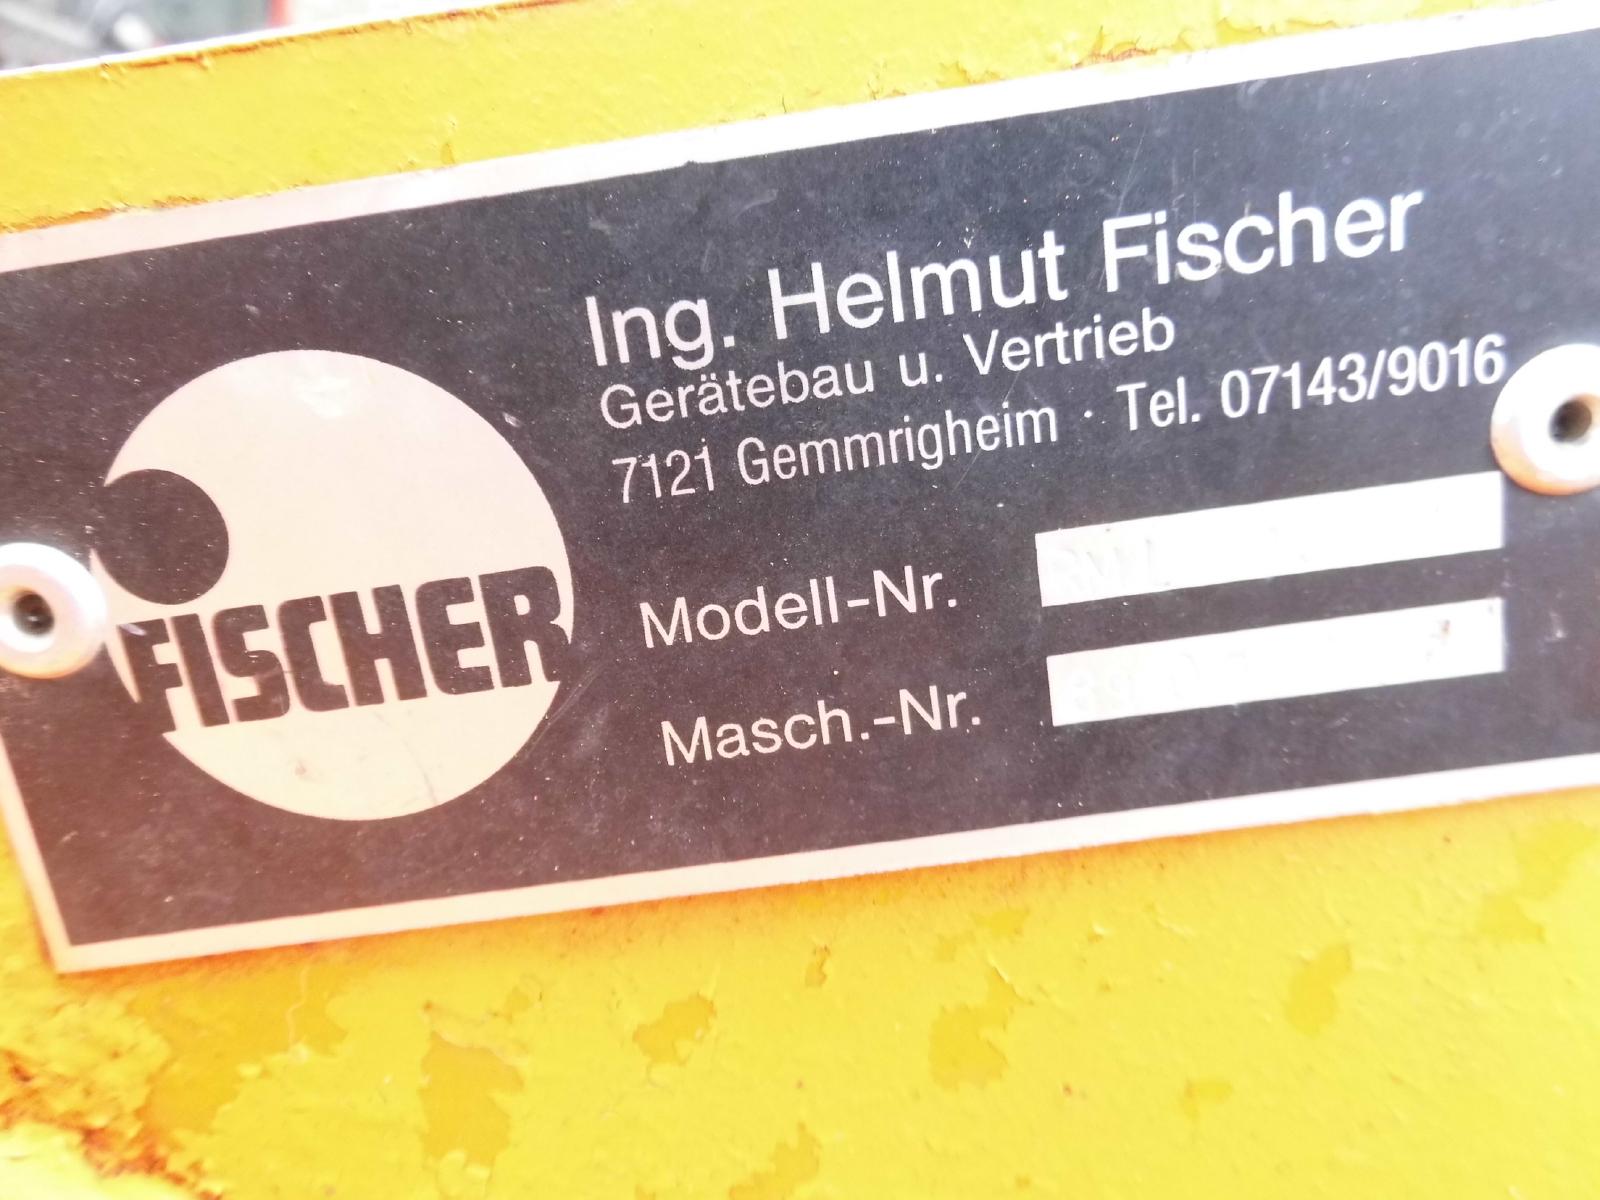 Ing. Helmut Fischer
Gerätebau u. Vertrieb
7121 Gemmrigheim · Tel. 07143/9016
FISCHER
Modell-Nr.
Masch.-Nr.